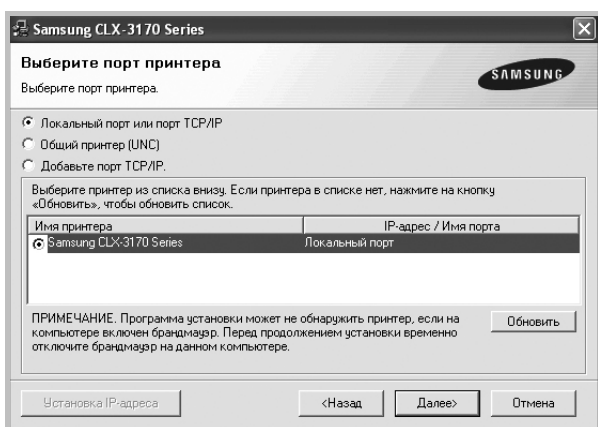 Samsung CLX-3170 Series
Выберите порт принтера
Выберите порт принтера.
SAMSUNG
Локальный порт или порт TCP/IP
Общий принтер (UNC)
Добавьте порт TCP/IP.
Выберите принтер из списка внизу. Если принтера в списке нет, нажмите на кнопку
«Обновить», чтобы обновить список.
Имя принтера IP-адрес / Имя порта
Samsung CLX-3170 Series Локальный порт
ПРИМЕЧАНИЕ. Программа установки может не обнаружить принтер, если на
компьютере включен брандмауэр. Перед продолжением установки временно
отключите брандмауэр на данном компьютере.
Обновить
Установка IP-адреса <Назад Далее> Отмена